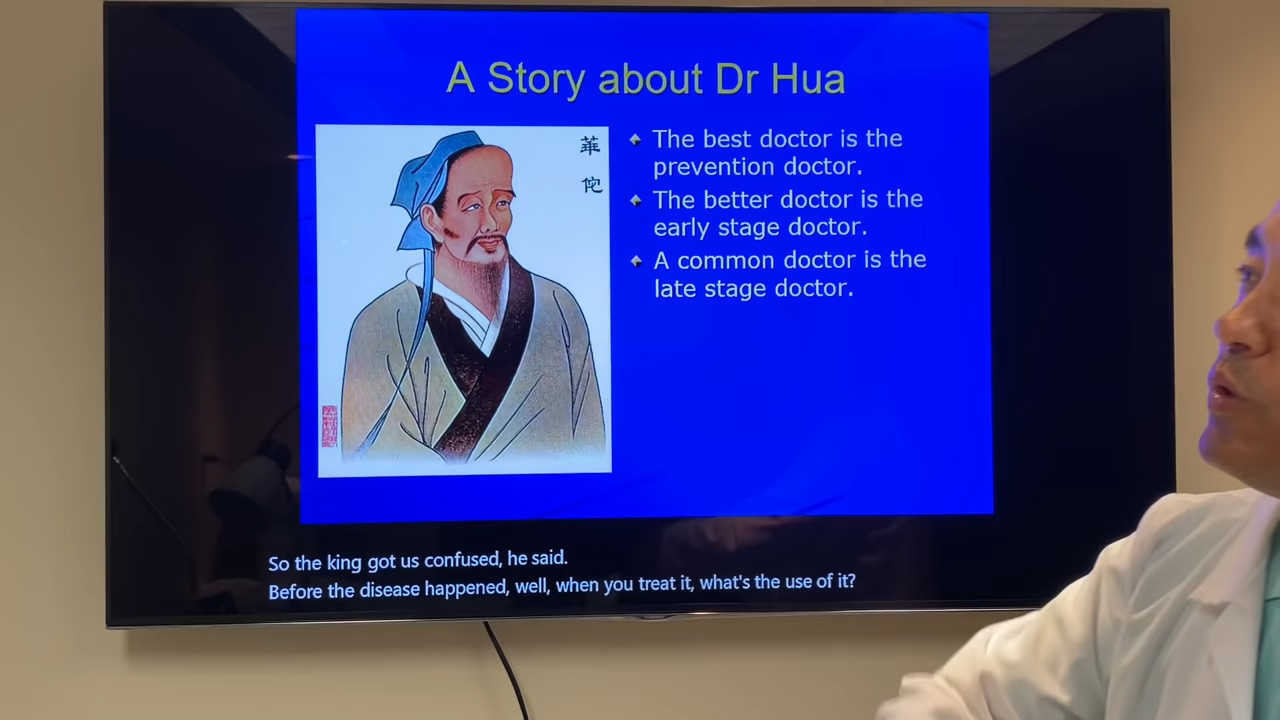 A Story about Dr Hua
華
佗
The best doctor is the
prevention doctor.
The better doctor is the
early stage doctor.
A common doctor is the
late stage doctor.
So the king got us confused, he said.
Before the disease happened, well, when you treat it, what's the use of it?